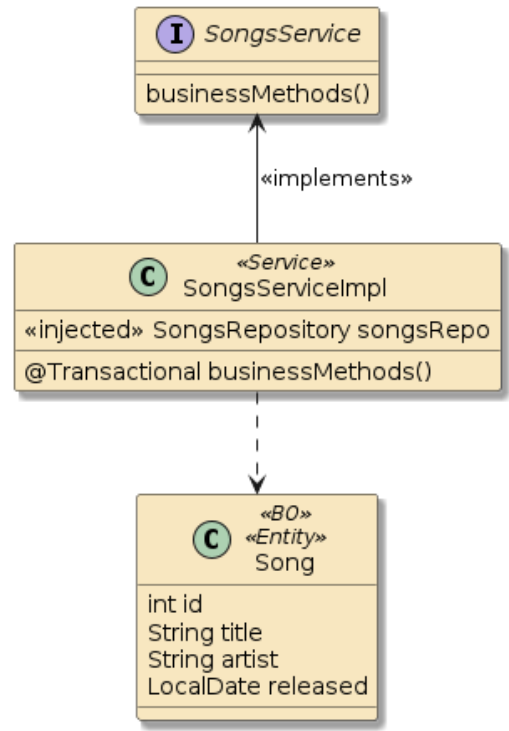 I SongsService
businessMethods()
«implements»
«Service»
C SongsServiceImpl
«injected» SongsRepository songsRepo
@Transactional businessMethods()
«BO»
«Entity»
C Song
int id
String title
String artist
LocalDate released